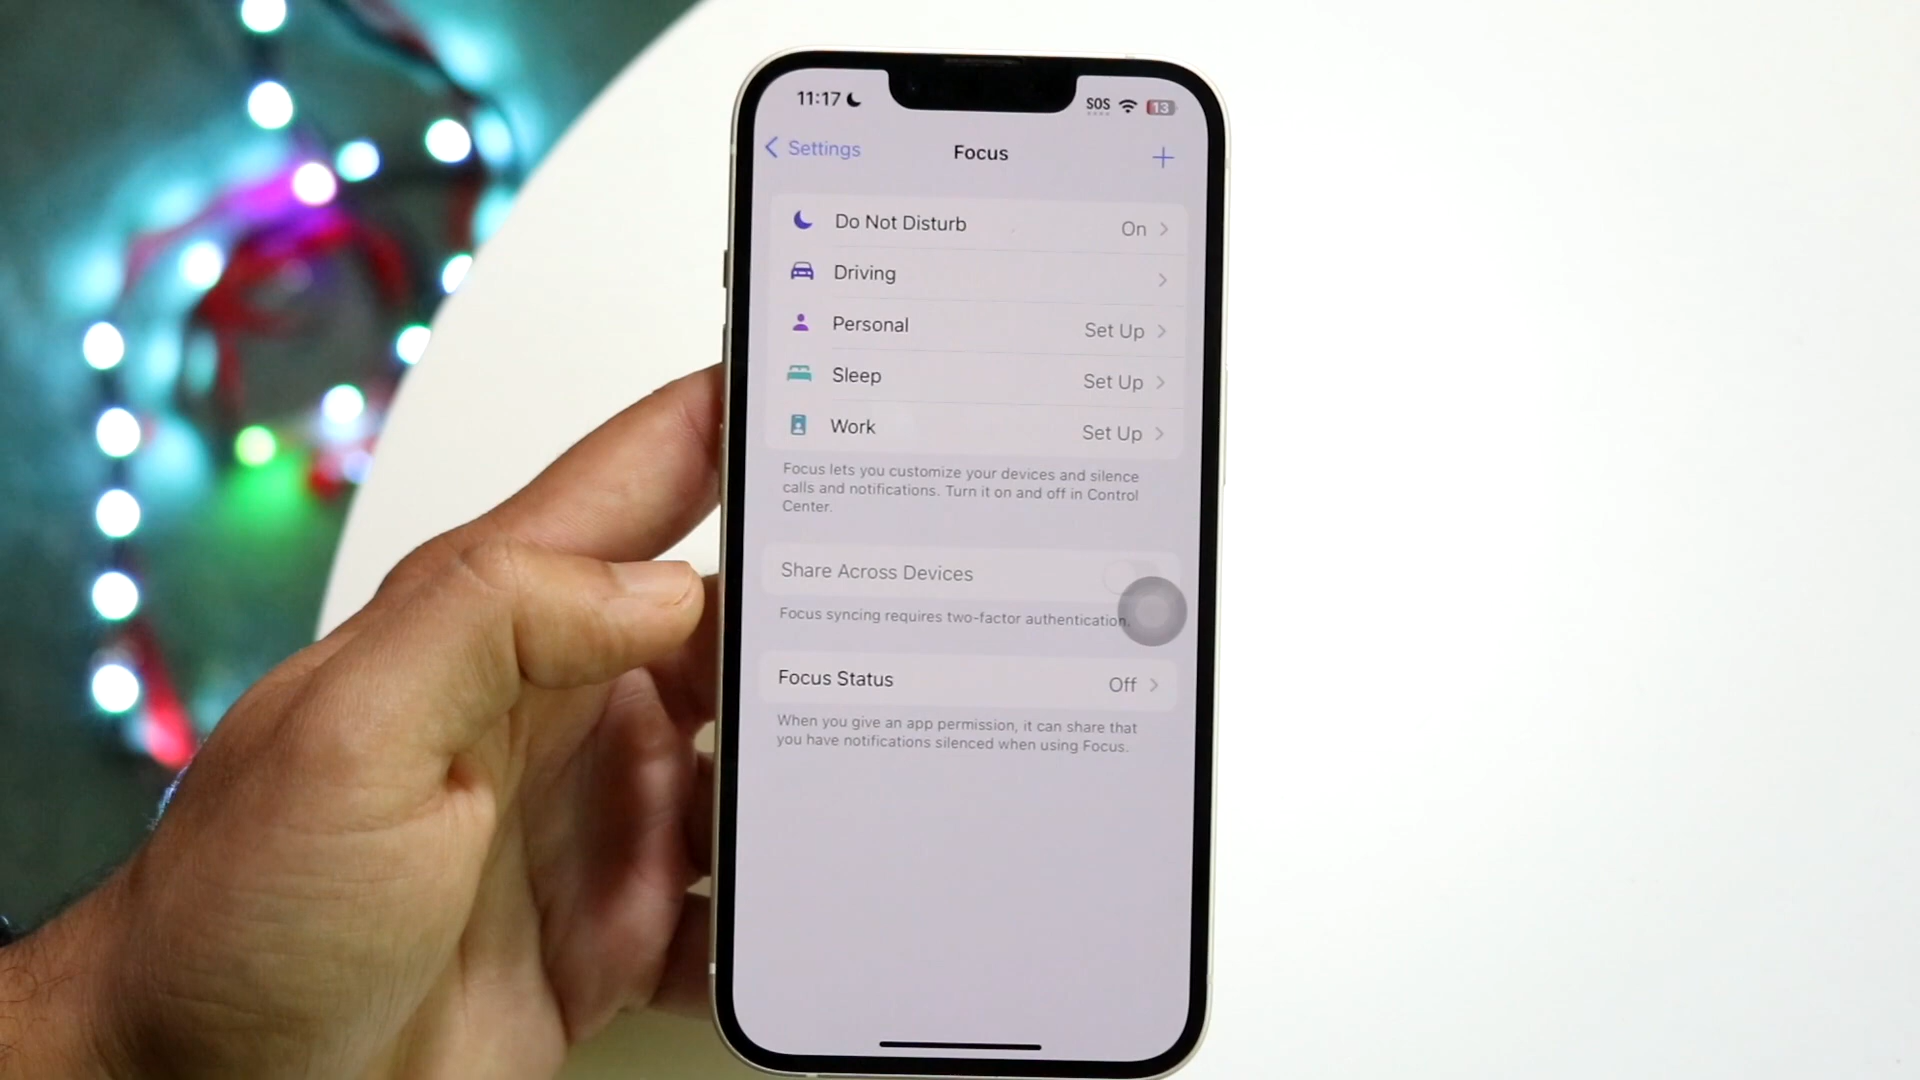 11:17
SOS 13
Settings
Focus
Do Not Disturb On
Driving
Personal Set Up
Sleep Set Up
Work Set Up
Focus lets you customize your devices and silence
calls and notifications. Turn it on and off in Control
Center.
Share Across Devices
Focus syncing requires two-factor authentication.
Focus Status Off
When you give an app permission, it can share that
you have notifications silenced when using Focus.